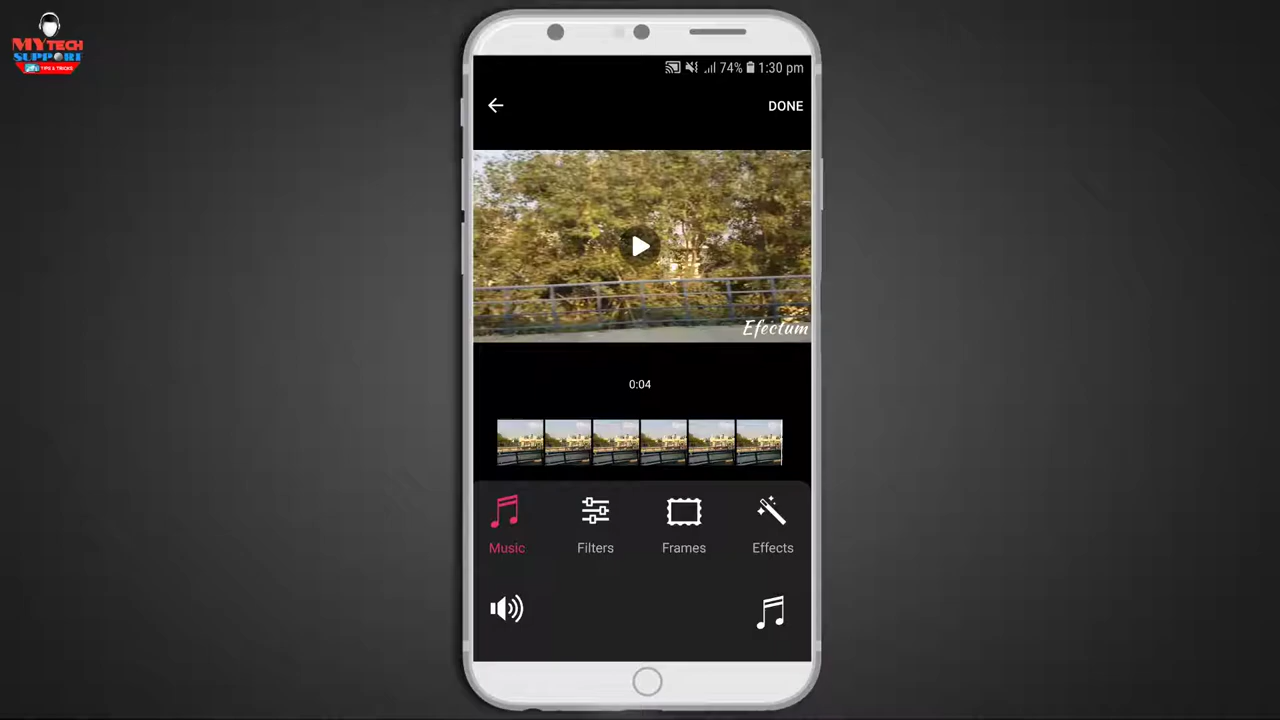 MY TECH
SUPPORT
TIPS & TRICKS
74% 1:30 pm
DONE
Efectum
0:04
Music Filters Frames Effects